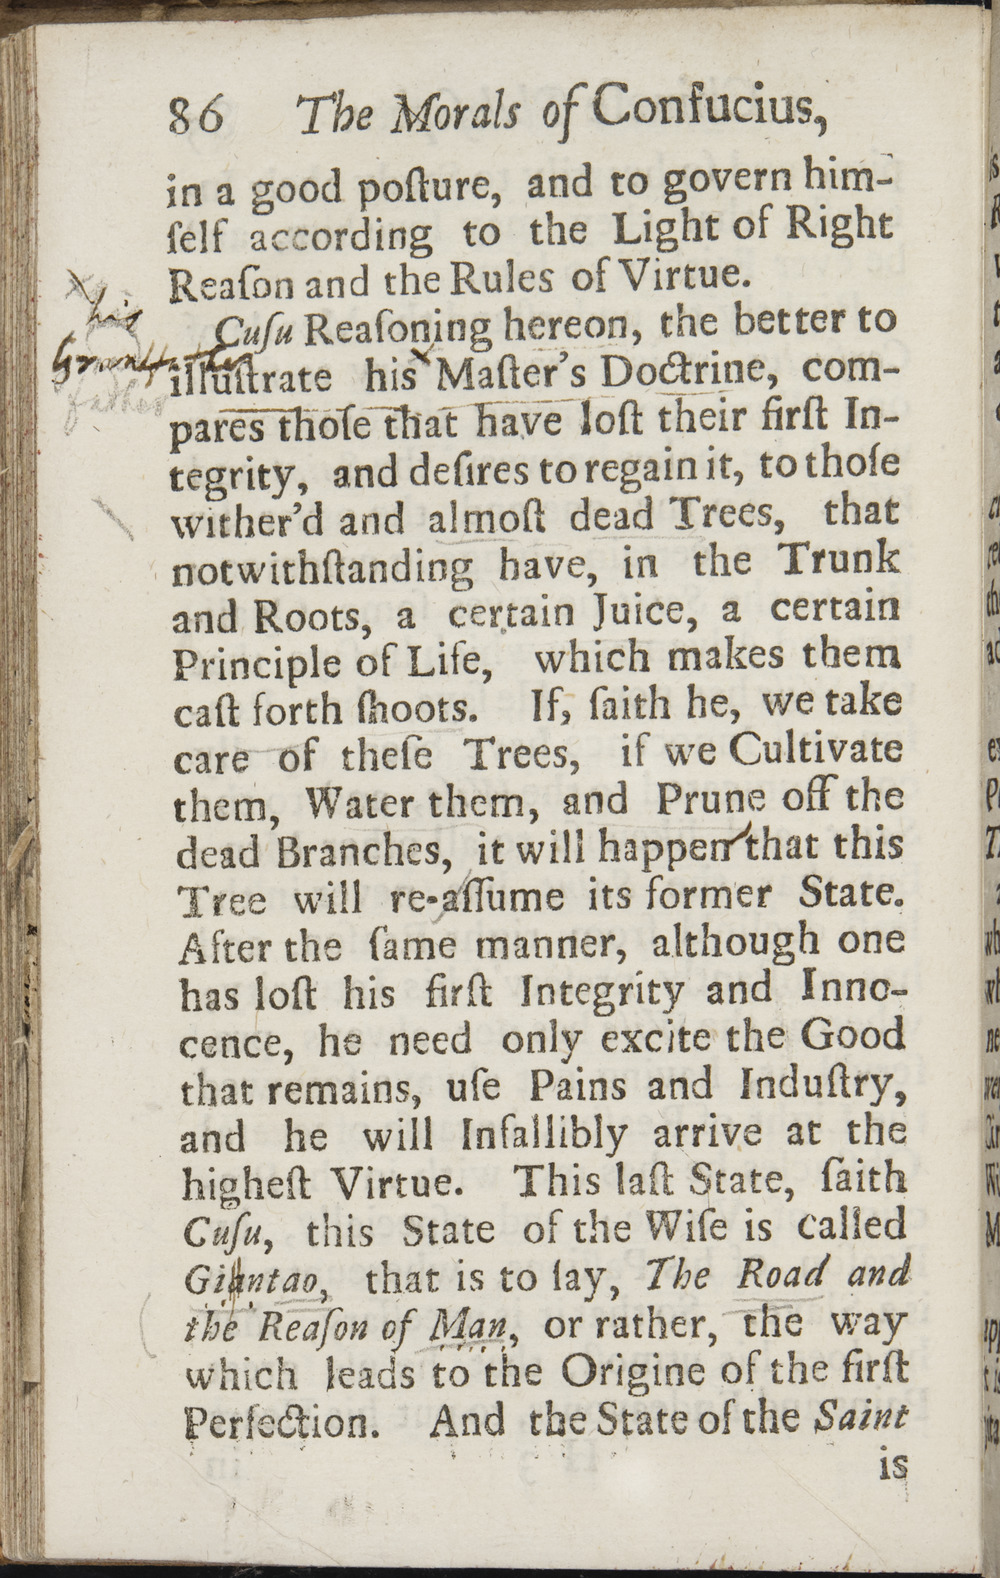 86 The Morals of Confucius,
in a good poſture, and to govern him-
ſelf according to the Light of Right
Reaſon and the Rules of Virtue.
his
Cuſu Reaſoning hereon, the better to
Grandfather
illuſtrate his Maſter's Doctrine, com-
father
pares thoſe that have loſt their firſt In-
tegrity, and deſires to regain it, to thoſe
wither'd and almoſt dead Trees, that
notwithſtanding have, in the Trunk
and Roots, a certain Juice, a certain
Principle of Life, which makes them
caſt forth ſhoots. If, ſaith he, we take
care of theſe Trees, if we Cultivate
them, Water them, and Prune off the
dead Branches, it will happen that this
Tree will re-aſſume its former State.
After the ſame manner, although one
has loſt his firſt Integrity and Inno-
cence, he need only excite the Good
that remains, uſe Pains and Induſtry,
and he will Infallibly arrive at the
higheſt Virtue. This laſt State, ſaith
Cuſu, this State of the Wiſe is called
Giantao, that is to ſay, The Road and
the Reaſon of Man, or rather, the way
which leads to the Origine of the firſt
Perfection. And the State of the Saint
is